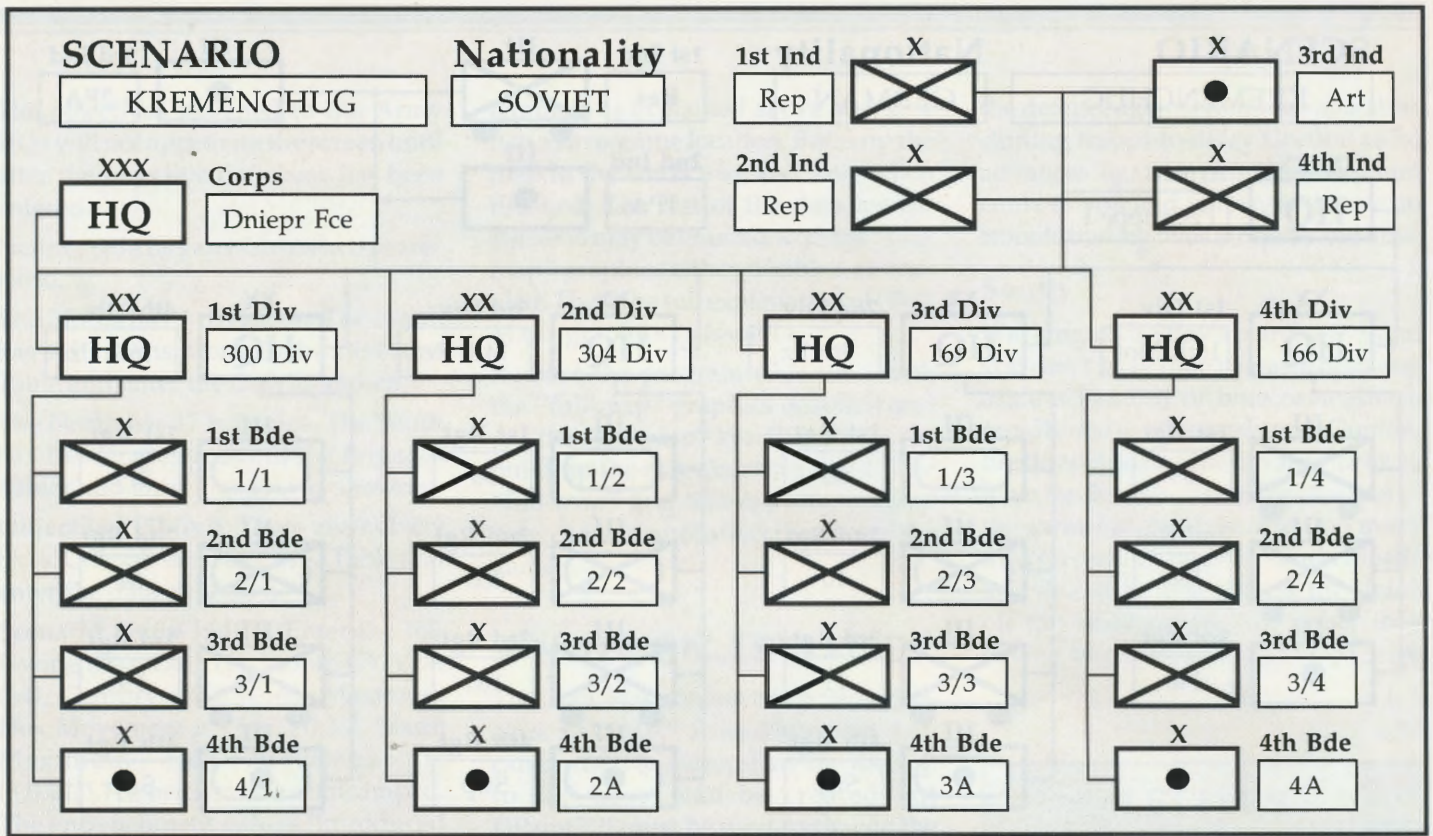 SCENARIO
KREMENCHUG
Nationality
SOVIET
1st Ind
Rep
X
X
3rd Ind
Art
2nd Ind
Rep
X
X
4th Ind
Rep
XXX
HQ
Corps
Dniepr Fce
XX
HQ
1st Div
300 Div
XX
HQ
2nd Div
304 Div
XX
HQ
3rd Div
169 Div
XX
HQ
4th Div
166 Div
X
1st Bde
1/1
X
1st Bde
1/2
X
1st Bde
1/3
X
1st Bde
1/4
X
2nd Bde
2/1
X
2nd Bde
2/2
X
2nd Bde
2/3
X
2nd Bde
2/4
X
3rd Bde
3/1
X
3rd Bde
3/2
X
3rd Bde
3/3
X
3rd Bde
3/4
X
4th Bde
4/1
X
4th Bde
2A
X
4th Bde
3A
X
4th Bde
4A